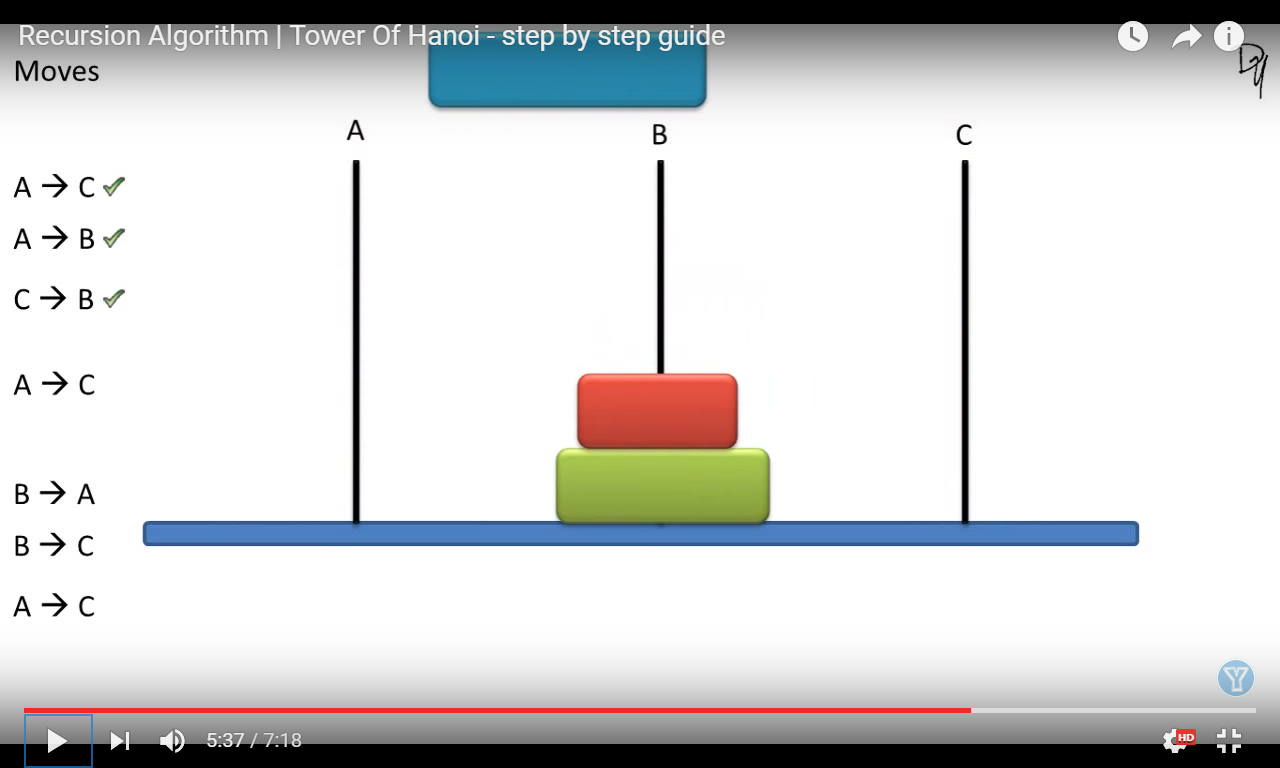 Recursion Algorithm | Tower Of Hanoi - step by step guide
Moves
A B C
A → C
A → B
C → B
A → C
B → A
B → C
A → C
Y
5:37 / 7:18
HD